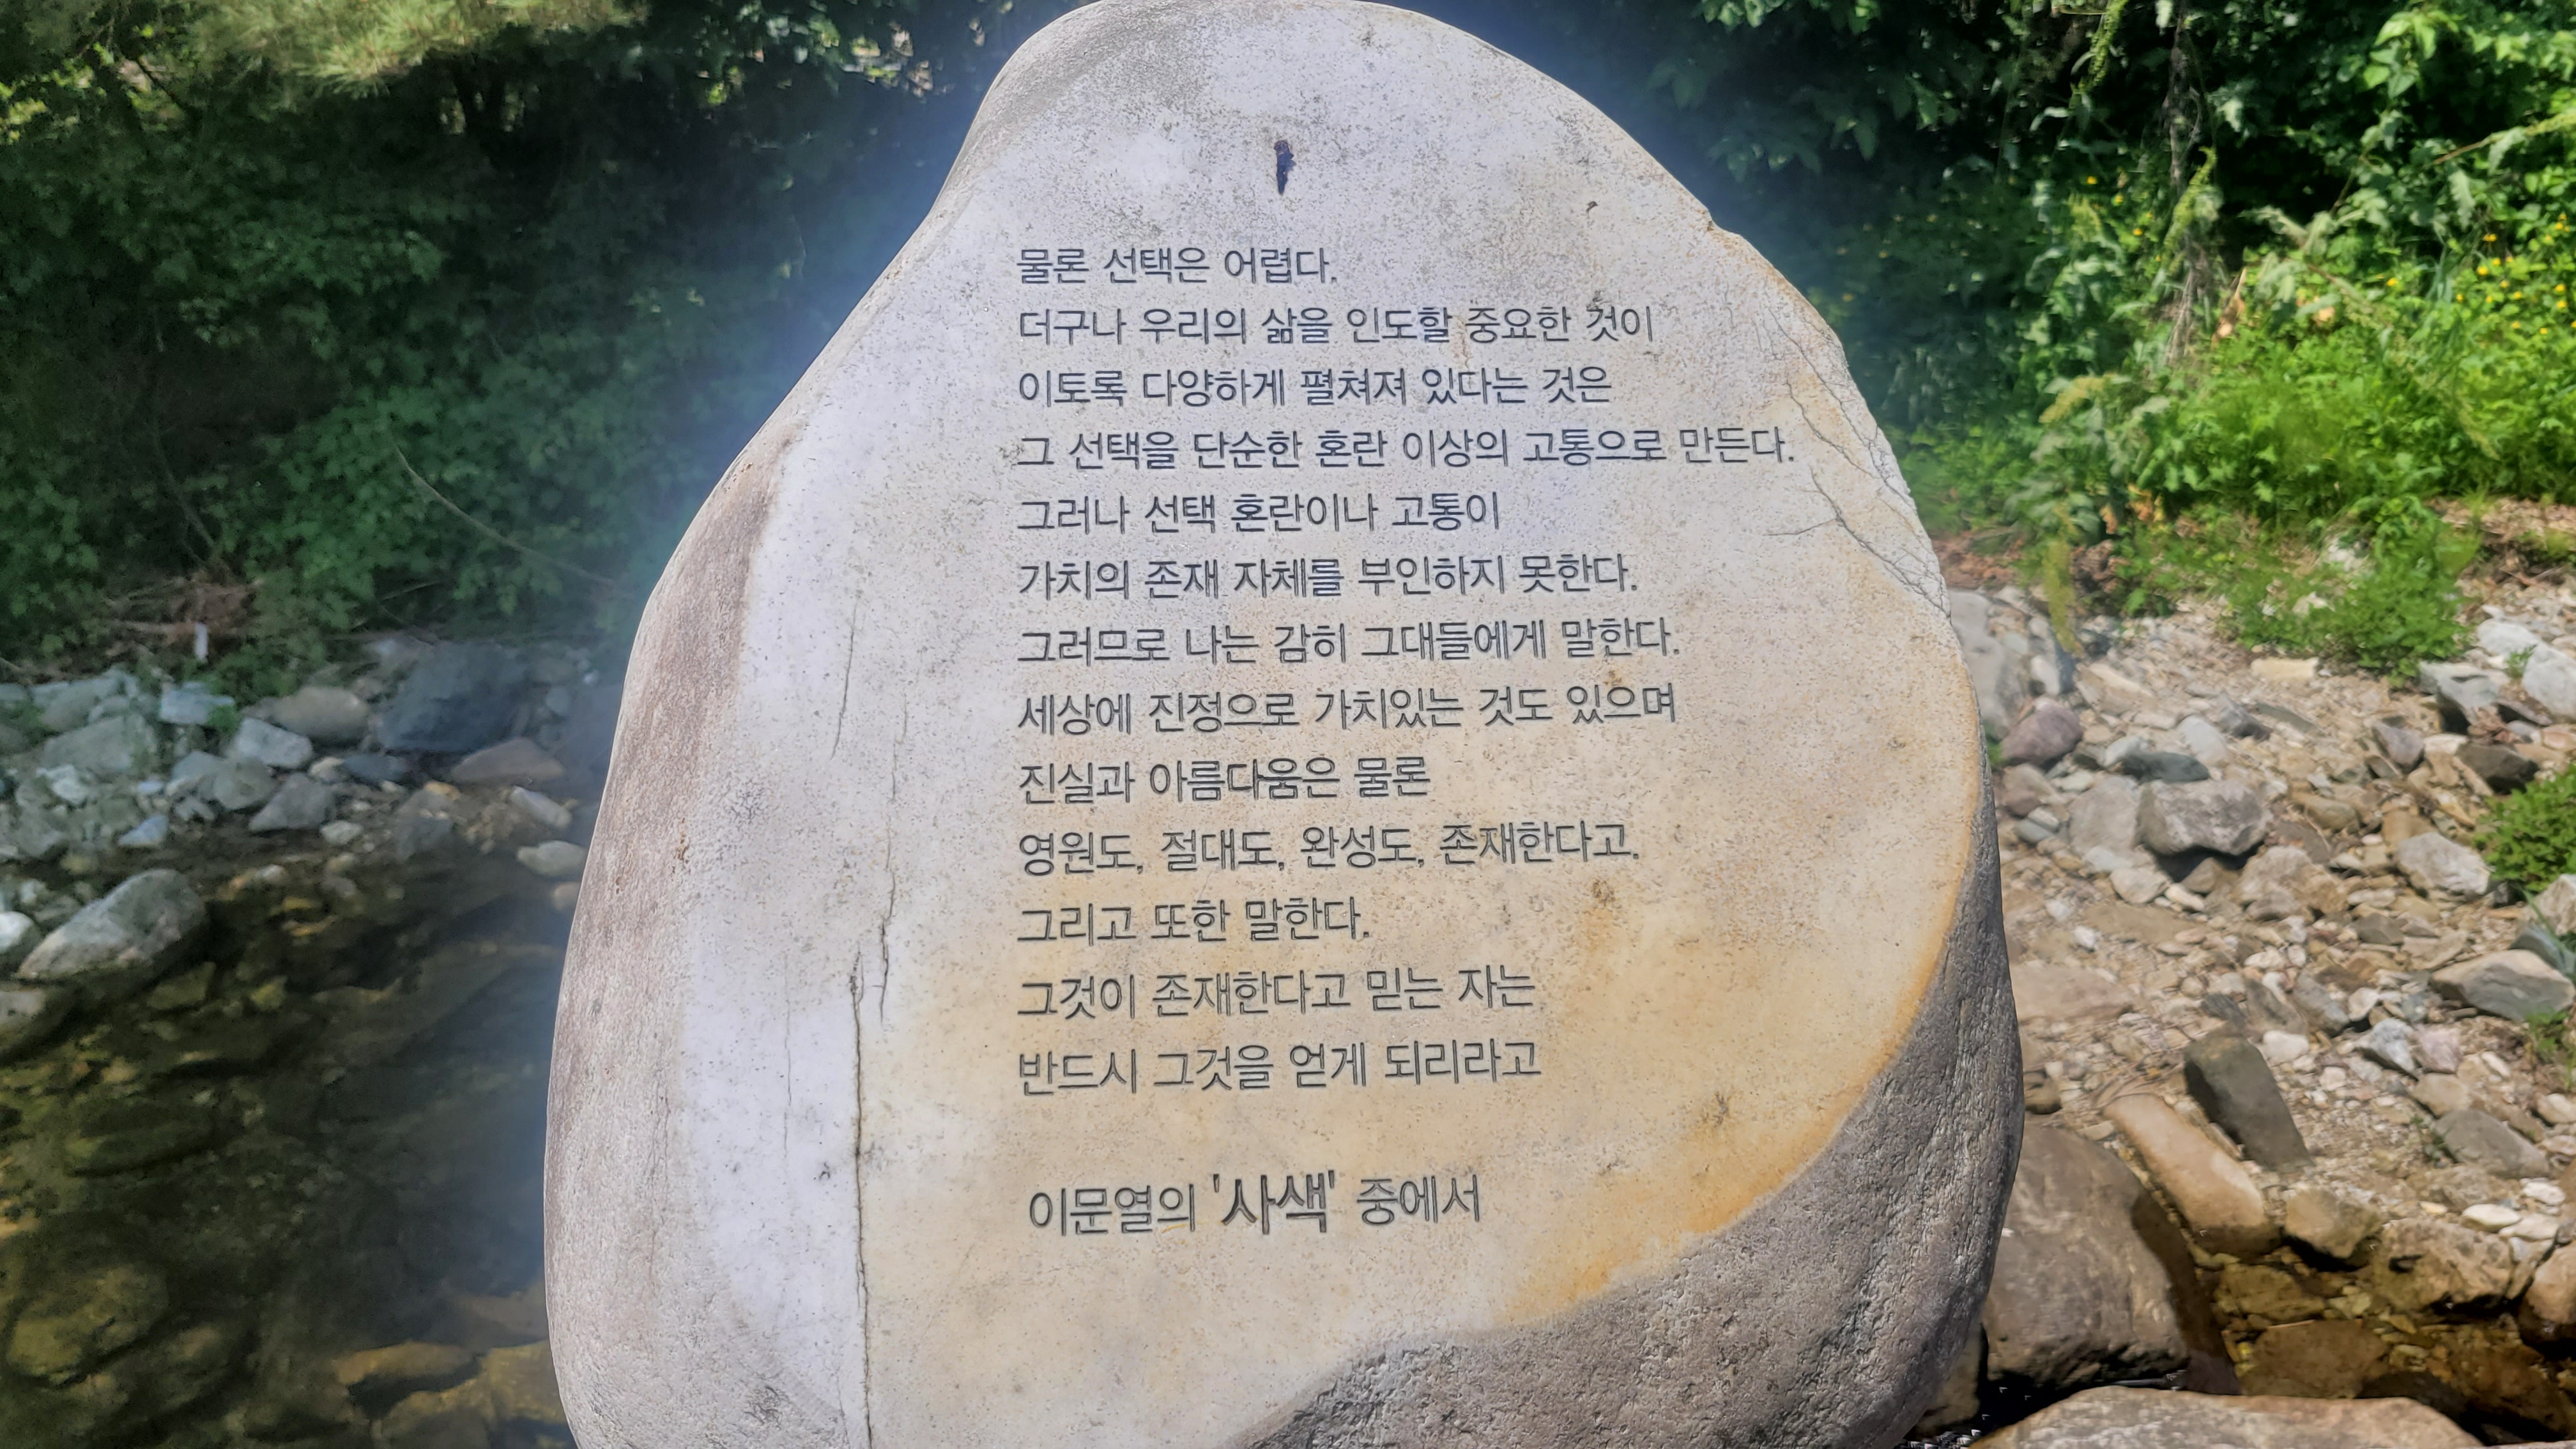 물론 선택은 어렵다.
더구나 우리의 삶을 인도할 중요한 것이
이토록 다양하게 펼쳐져 있다는 것은
그 선택을 단순한 혼란 이상의 고통으로 만든다.
그러나 선택 혼란이나 고통이
가치의 존재 자체를 부인하지 못한다.
그러므로 나는 감히 그대들에게 말한다.
세상에 진정으로 가치있는 것도 있으며
진실과 아름다움은 물론
영원도, 절대도, 완성도, 존재한다고.
그리고 또한 말한다.
그것이 존재한다고 믿는 자는
반드시 그것을 얻게 되리라고
이문열의 '사색' 중에서